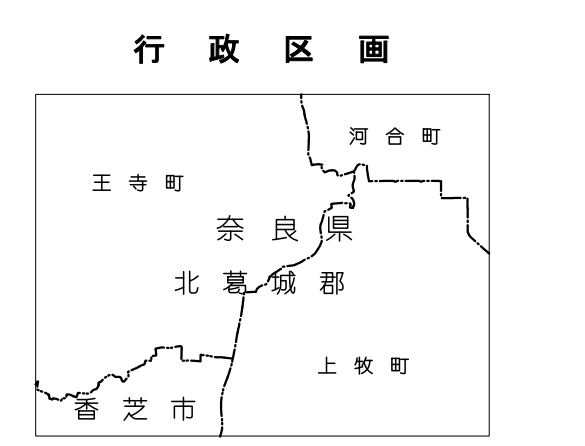 行政区画
河合町
王寺町
奈良県
北葛城郡
上牧町
香芝市